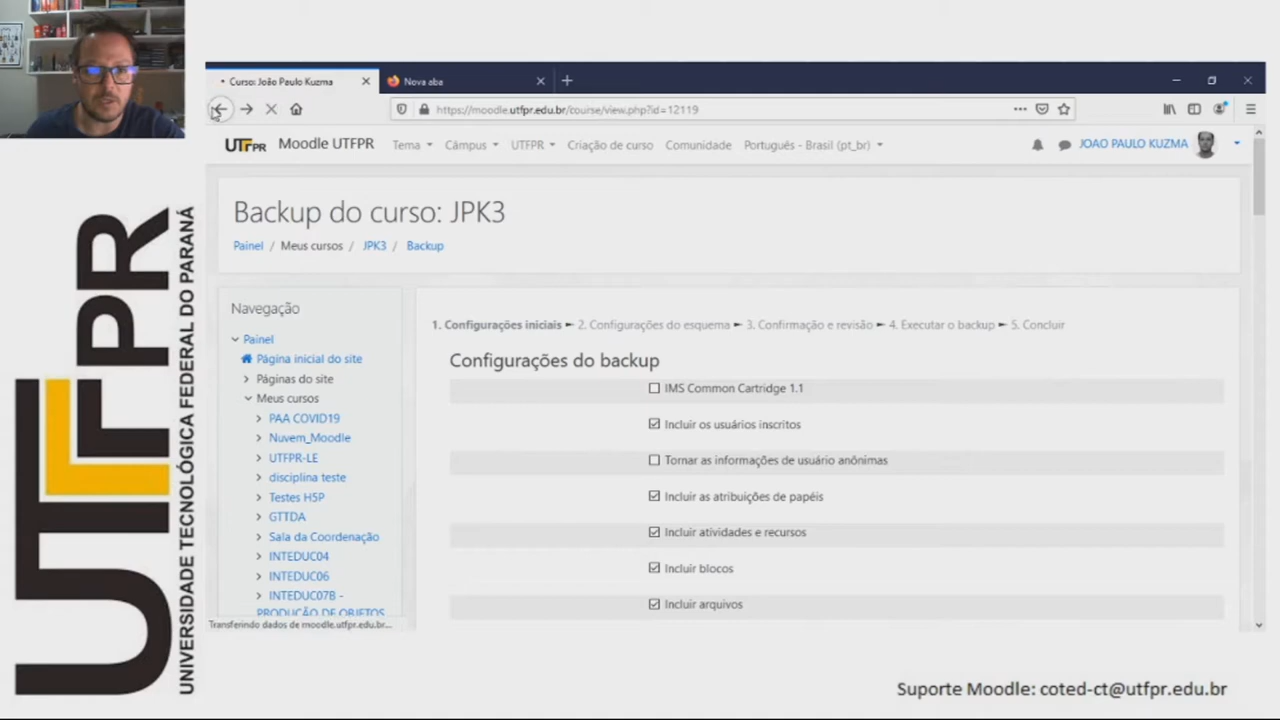 Curso: João Paulo Kuzma
Nova aba
https://moodle.utfpr.edu.br/course/view.php?id=12119
UTFPR
Moodle UTFPR
Tema
Câmpus
UTFPR
Criação de curso
Comunidade
Português - Brasil (pt_br)
JOAO PAULO KUZMA
Backup do curso: JPK3
Painel / Meus cursos / JPK3 / Backup
Navegação
Painel
Página inicial do site
Páginas do site
Meus cursos
PAA COVID19
Nuvem_Moodle
UTFPR-LE
disciplina teste
Testes H5P
GTTDA
Sala da Coordenação
INTEDUC04
INTEDUC06
INTEDUC07B -
PRODUÇÃO DE OBJETOS
Transferindo dados de moodle.utfpr.edu.br...
1. Configurações iniciais ► 2. Configurações do esquema ► 3. Confirmação e revisão ► 4. Executar o backup ► 5. Concluir
Configurações do backup
IMS Common Cartridge 1.1
Incluir os usuários inscritos
Tornar as informações de usuário anônimas
Incluir as atribuições de papéis
Incluir atividades e recursos
Incluir blocos
Incluir arquivos
UTFPR
UNIVERSIDADE TECNOLÓGICA FEDERAL DO PARANÁ
Suporte Moodle: coted-ct@utfpr.edu.br